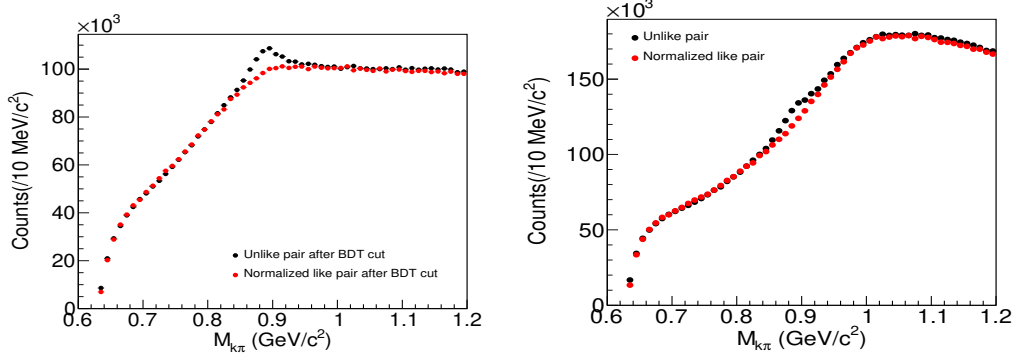 ×10³
Counts(/10 MeV/c²)
100
80
60
40
20
0
Unlike pair after BDT cut
Normalized like pair after BDT cut
0.6 0.7 0.8 0.9 1 1.1 1.2
M_kπ (GeV/c²)
×10³
Counts(/10 MeV/c²)
150
100
50
0
Unlike pair
Normalized like pair
0.6 0.7 0.8 0.9 1 1.1 1.2
M_kπ (GeV/c²)